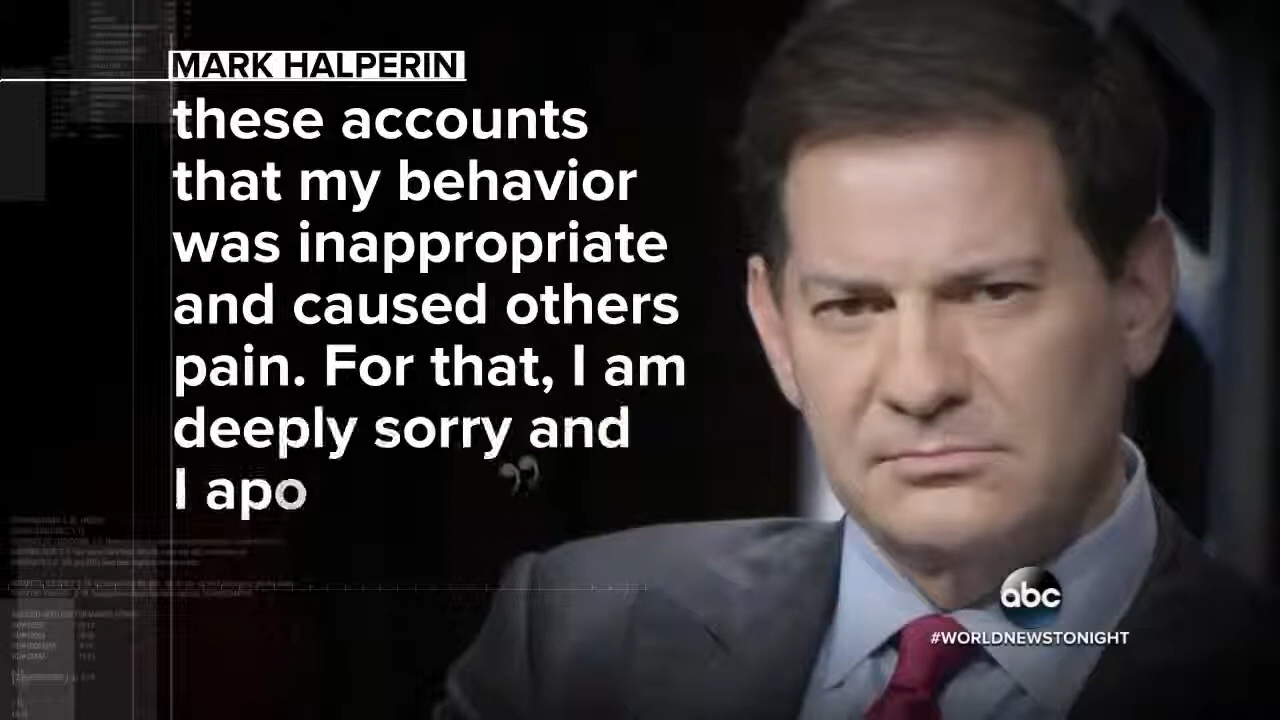 MARK HALPERIN
these accounts
that my behavior
was inappropriate
and caused others
pain. For that, I am
deeply sorry and
I apo
”
abc
#WORLDNEWSTONIGHT